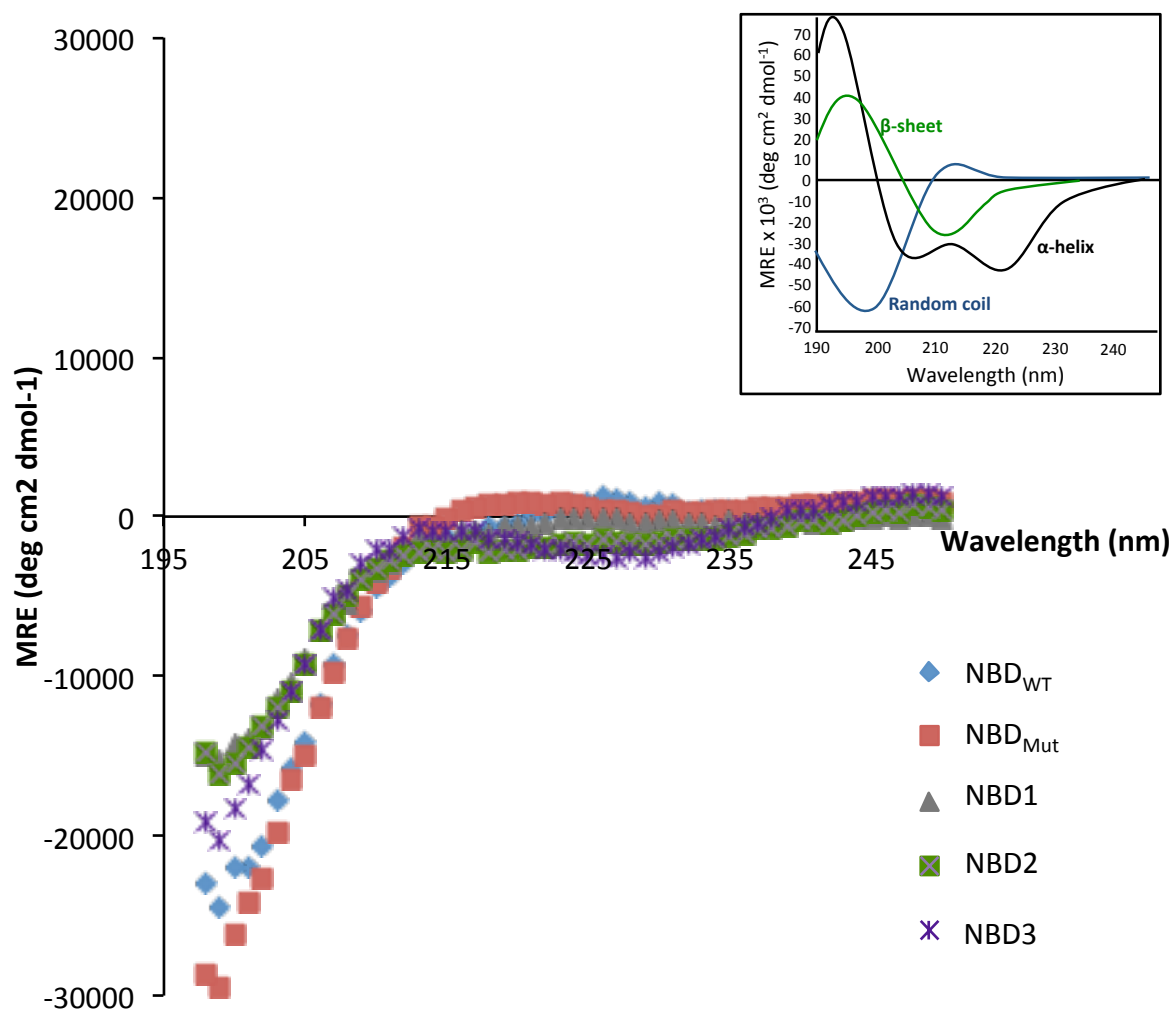 30000
20000
10000
0
-10000
-20000
-30000
MRE (deg cm2 dmol-1)
195
205
215
225
235
245
Wavelength (nm)
70
60
50
40
30
20
10
0
-10
-20
-30
-40
-50
-60
-70
MRE x 10³ (deg cm² dmol⁻¹)
β-sheet
α-helix
Random coil
190
200
210
220
230
240
Wavelength (nm)
NBD_WT
NBD_Mut
NBD1
NBD2
NBD3